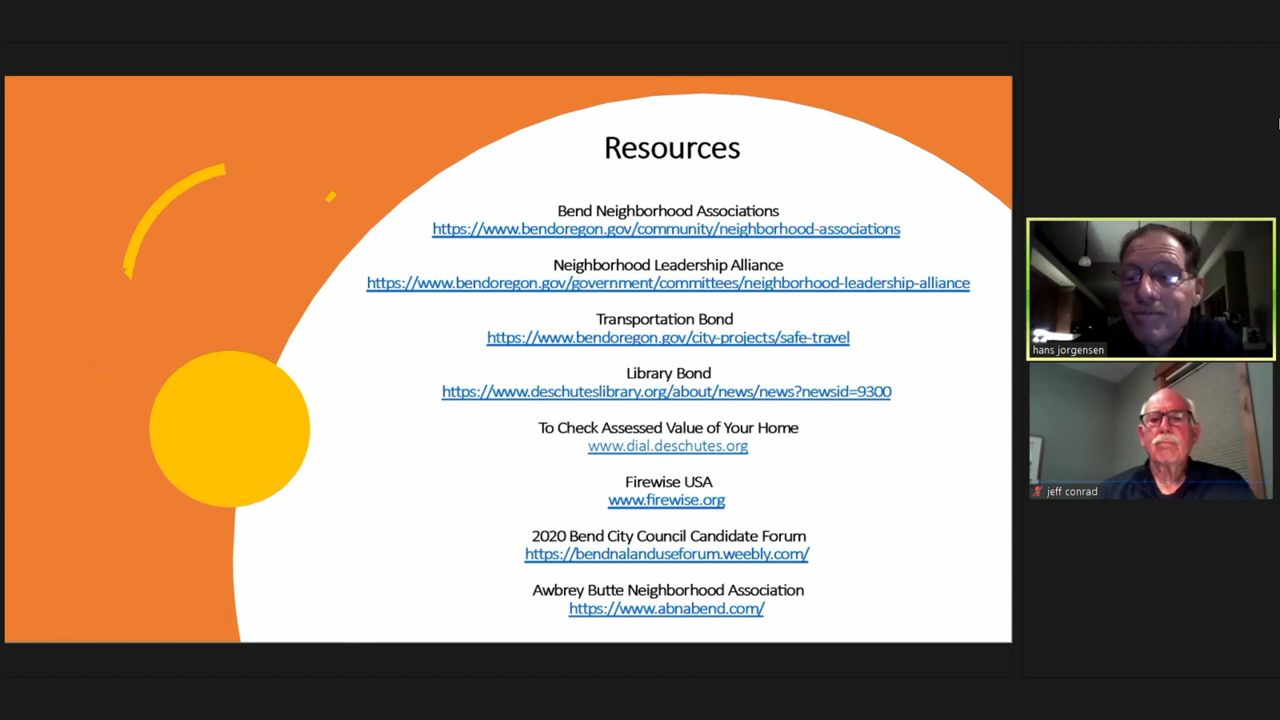 Resources
Bend Neighborhood Associations
https://www.bendoregon.gov/community/neighborhood-associations
Neighborhood Leadership Alliance
https://www.bendoregon.gov/government/committees/neighborhood-leadership-alliance
Transportation Bond
https://www.bendoregon.gov/city-projects/safe-travel
Library Bond
https://www.deschuteslibrary.org/about/news/news?newsid=9300
To Check Assessed Value of Your Home
www.dial.deschutes.org
Firewise USA
www.firewise.org
2020 Bend City Council Candidate Forum
https://bendnalanduseforum.weebly.com/
Awbrey Butte Neighborhood Association
https://www.abnabend.com/
hans jorgensen
jeff conrad